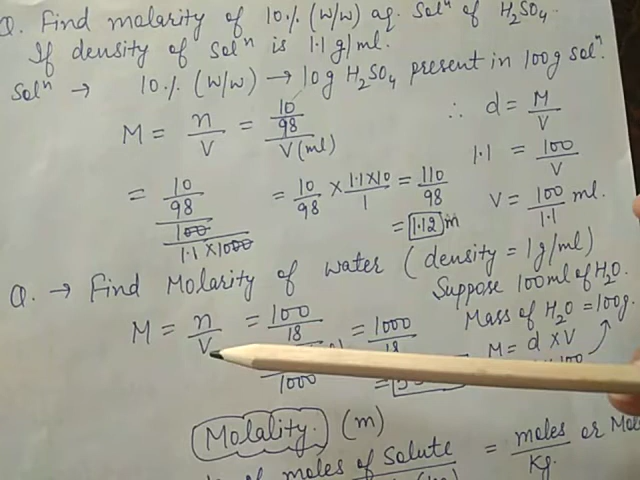 Q. Find molarity of 10% (w/w) aq. Solⁿ of H₂SO₄.
If density of Solⁿ is 1.1 g/ml.
Solⁿ → 10% (w/w) → 10g H₂SO₄ present in 100g solⁿ.
M = n/V = (10/98)/V(ml)
∴ d = M/V
1.1 = 100/V
V = 100/1.1 ml.
= (10/98)/(100/(1.1×1000)) = 10/98 × (1.1×10)/1 = 110/98
= 1.12 m
Q. → Find Molarity of water (density = 1g/ml)
Suppose 100ml of H₂O.
Mass of H₂O = 100g.
M = d × V
M = n/V = 100/18 = 1000/18
1000
Molality. (m)
of moles of Solute = moles or
Kg.